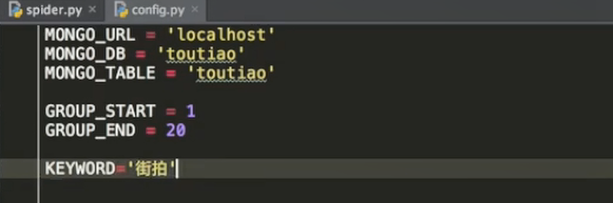 spider.py × config.py ×
MONGO_URL = 'localhost'
MONGO_DB = 'toutiao'
MONGO_TABLE = 'toutiao'
GROUP_START = 1
GROUP_END = 20
KEYWORD='街拍'